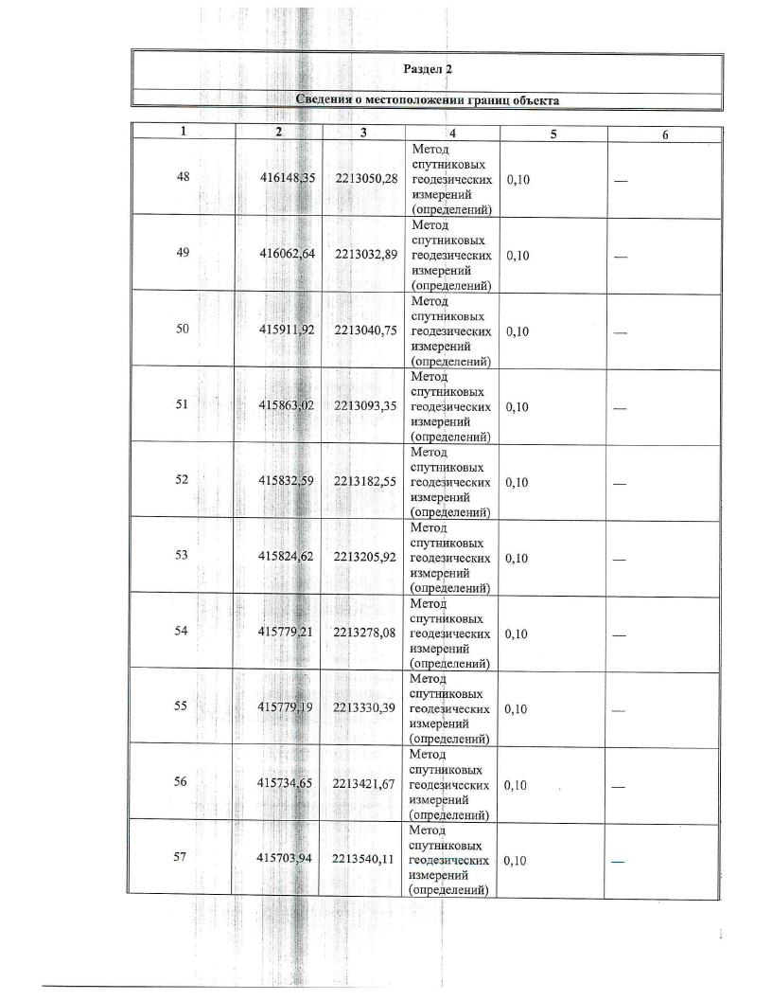 Раздел 2
Сведения о местоположении границ объекта
1 2 3 4 5 6
48 416148,35 2213050,28 Метод
спутниковых
геодезических
измерений
(определений) 0,10 —
49 416062,64 2213032,89 Метод
спутниковых
геодезических
измерений
(определений) 0,10 —
50 415911,92 2213040,75 Метод
спутниковых
геодезических
измерений
(определений) 0,10 —
51 415863,02 2213093,35 Метод
спутниковых
геодезических
измерений
(определений) 0,10 —
52 415832,59 2213182,55 Метод
спутниковых
геодезических
измерений
(определений) 0,10 —
53 415824,62 2213205,92 Метод
спутниковых
геодезических
измерений
(определений) 0,10 —
54 415779,21 2213278,08 Метод
спутниковых
геодезических
измерений
(определений) 0,10 —
55 415779,19 2213330,39 Метод
спутниковых
геодезических
измерений
(определений) 0,10 —
56 415734,65 2213421,67 Метод
спутниковых
геодезических
измерений
(определений) 0,10 —
57 415703,94 2213540,11 Метод
спутниковых
геодезических
измерений
(определений) 0,10 —